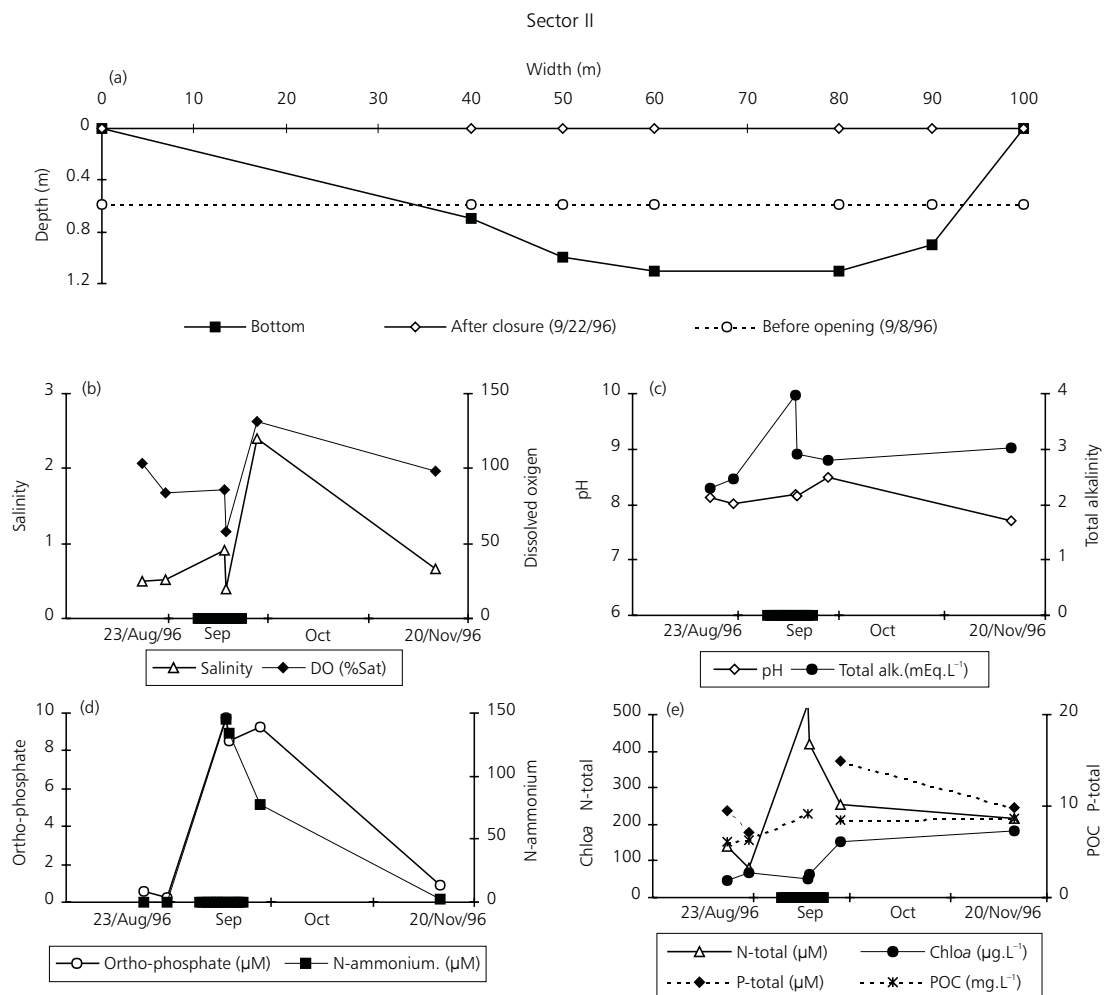 Sector II
(a)
Width (m)
0 10 20 30 40 50 60 70 80 90 100
Depth (m)
0
0.4
0.8
1.2
Bottom After closure (9/22/96) Before opening (9/8/96)
(b)
Salinity
3
2
1
0
Dissolved oxigen
150
100
50
0
23/Aug/96 Sep Oct 20/Nov/96
Salinity DO (%Sat)
(c)
pH
10
9
8
7
6
Total alkalinity
4
3
2
1
0
23/Aug/96 Sep Oct 20/Nov/96
pH Total alk.(mEq.L⁻¹)
(d)
Ortho-phosphate
10
8
6
4
2
0
N-ammonium
150
100
50
0
23/Aug/96 Sep Oct 20/Nov/96
Ortho-phosphate (µM) N-ammonium. (µM)
(e)
Chloa N-total
500
400
300
200
100
0
POC P-total
20
10
0
23/Aug/96 Sep Oct 20/Nov/96
N-total (µM) Chloa (µg.L⁻¹)
P-total (µM) POC (mg.L⁻¹)